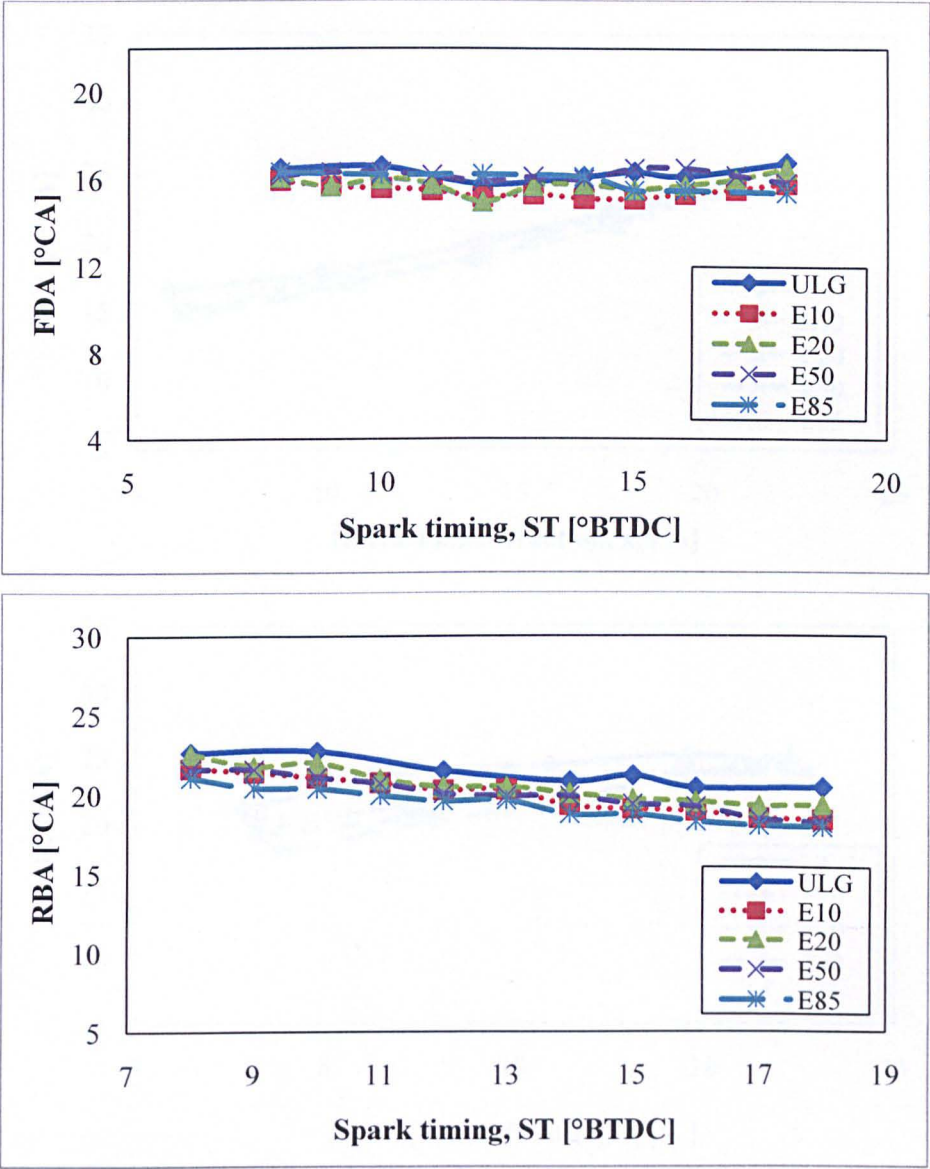 20
16
12
8
4
FDA [°CA]
ULG
E10
E20
E50
E85
5 10 15 20
Spark timing, ST [°BTDC]
30
25
20
15
10
5
RBA [°CA]
ULG
E10
E20
E50
E85
7 9 11 13 15 17 19
Spark timing, ST [°BTDC]